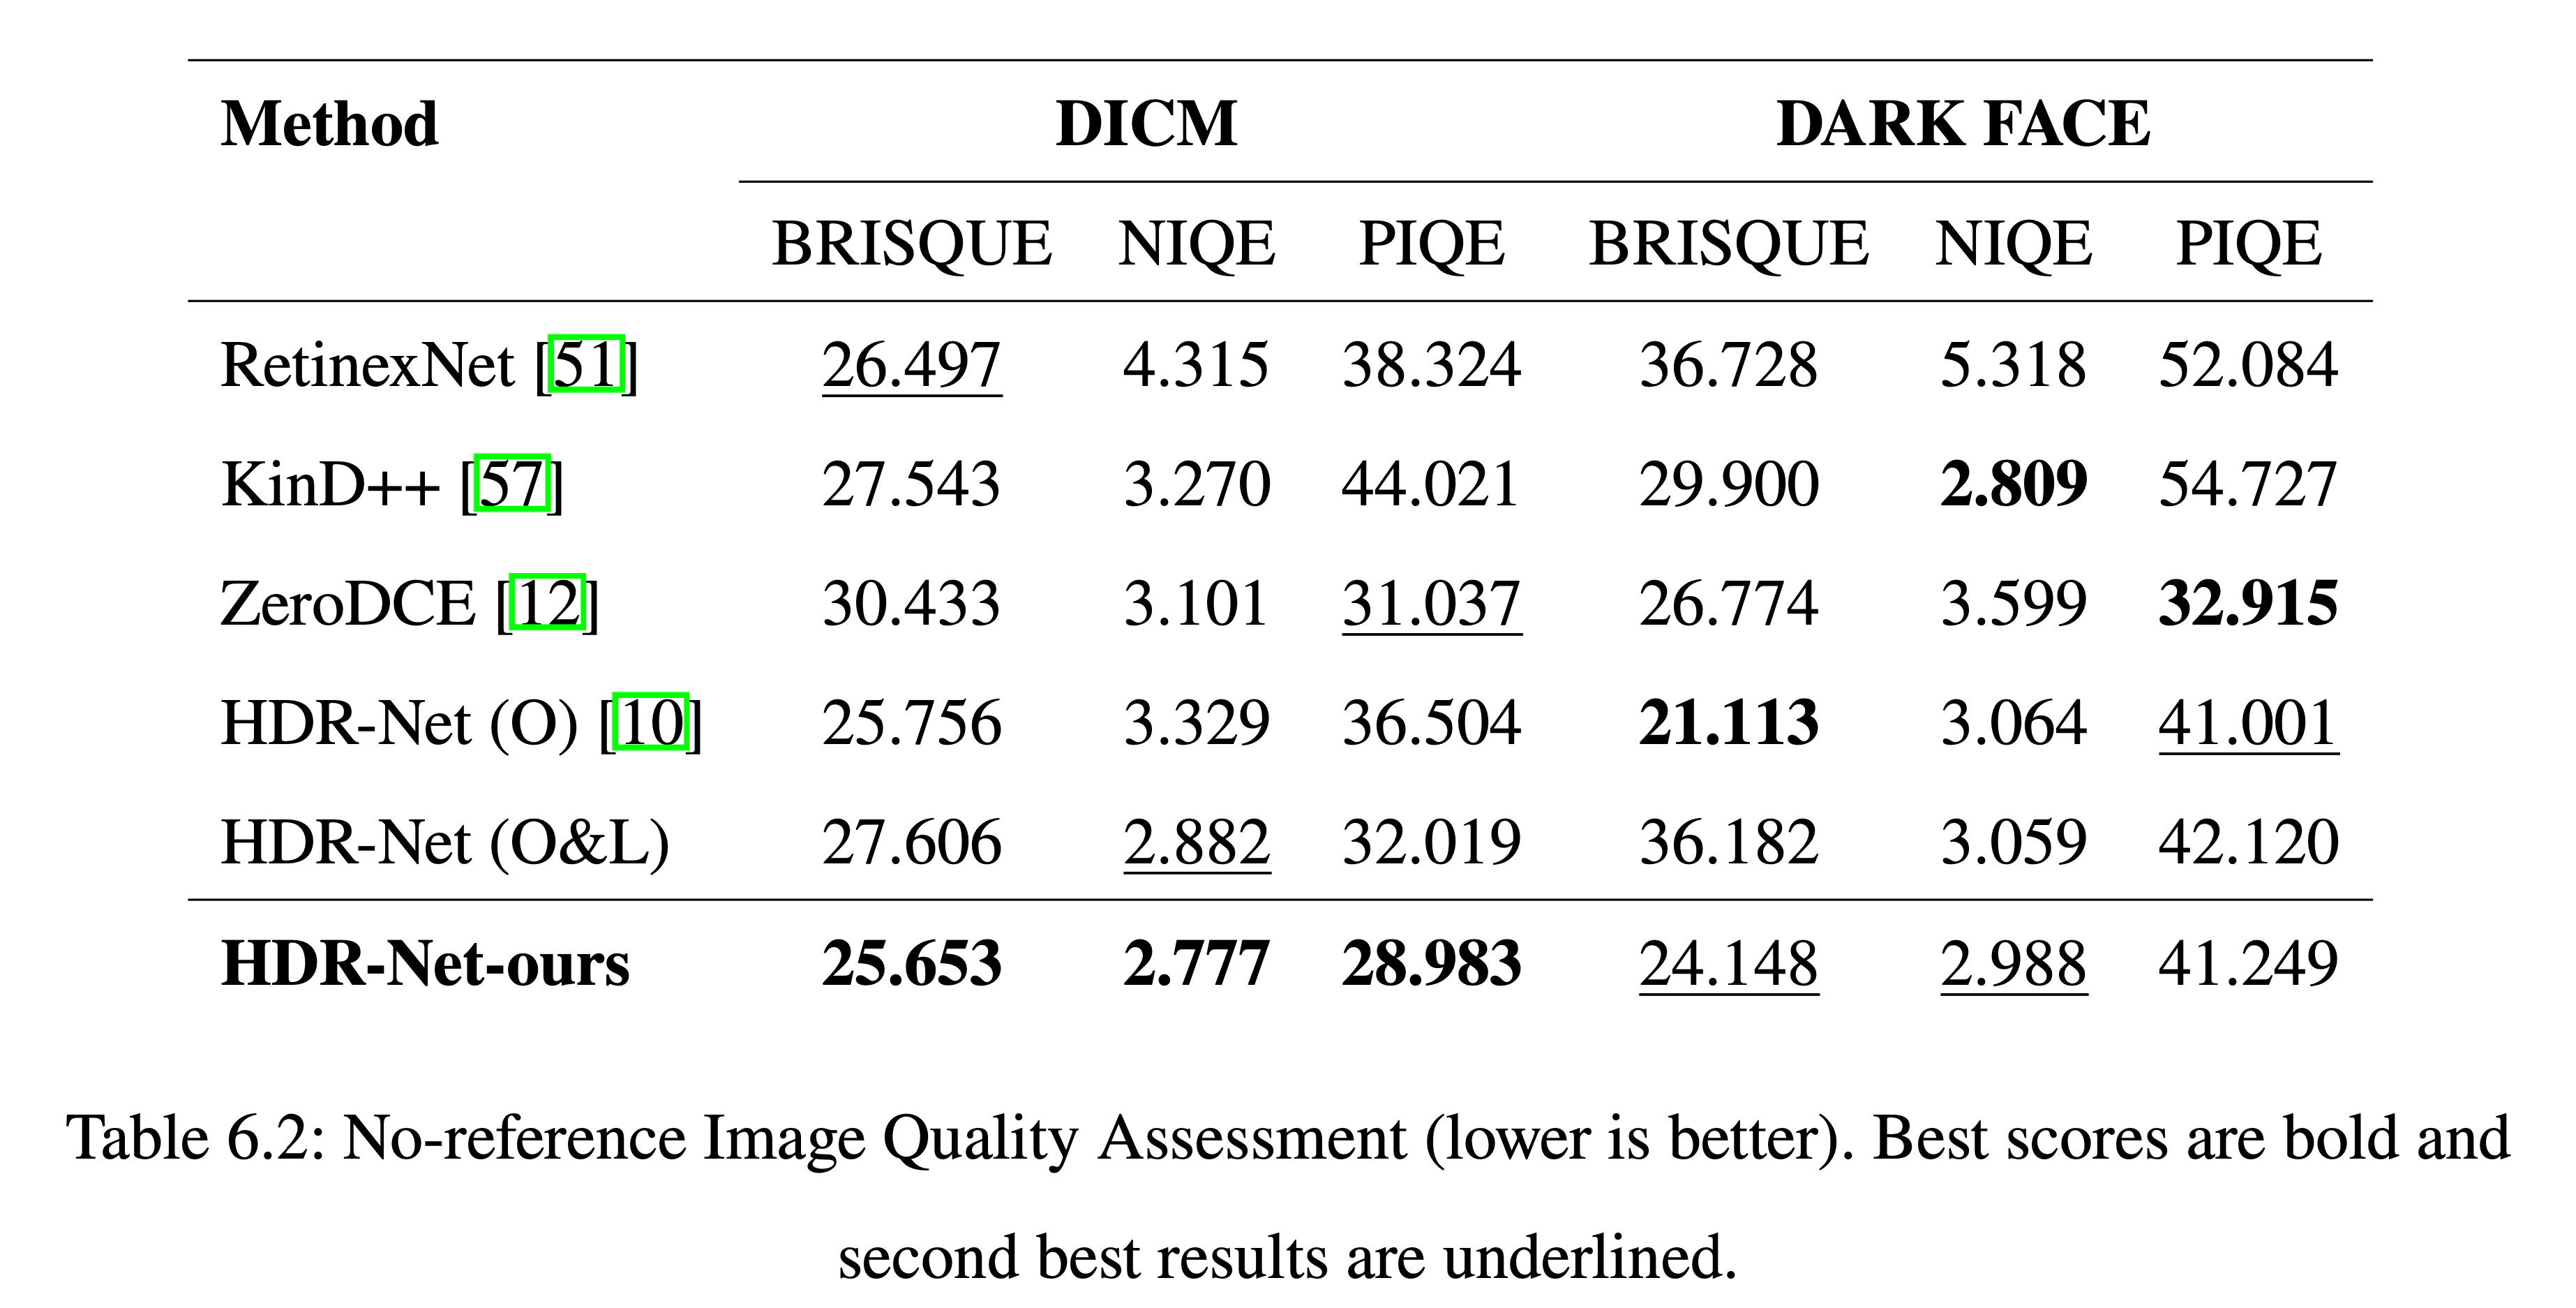 Method DICM DARK FACE
BRISQUE NIQE PIQE BRISQUE NIQE PIQE
RetinexNet [51] 26.497 4.315 38.324 36.728 5.318 52.084
KinD++ [57] 27.543 3.270 44.021 29.900 2.809 54.727
ZeroDCE [12] 30.433 3.101 31.037 26.774 3.599 32.915
HDR-Net (O) [10] 25.756 3.329 36.504 21.113 3.064 41.001
HDR-Net (O&L) 27.606 2.882 32.019 36.182 3.059 42.120
HDR-Net-ours 25.653 2.777 28.983 24.148 2.988 41.249
Table 6.2: No-reference Image Quality Assessment (lower is better). Best scores are bold and
second best results are underlined.